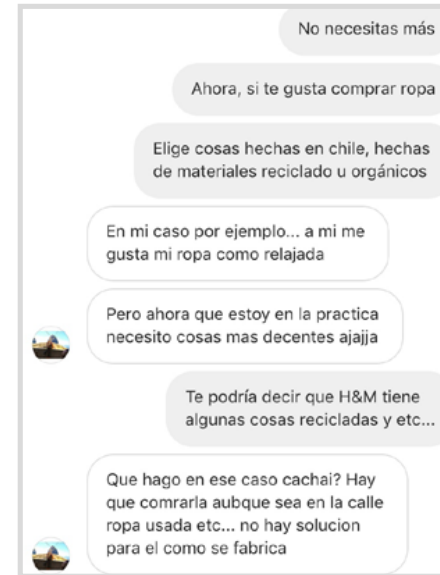 No necesitas más
Ahora, si te gusta comprar ropa
Elige cosas hechas en chile, hechas
de materiales reciclado u orgánicos
En mi caso por ejemplo... a mi me
gusta mi ropa como relajada
Pero ahora que estoy en la practica
necesito cosas mas decentes ajajja
Te podría decir que H&M tiene
algunas cosas recicladas y etc...
Que hago en ese caso cachai? Hay
que comrarla aubque sea en la calle
ropa usada etc... no hay solucion
para el como se fabrica